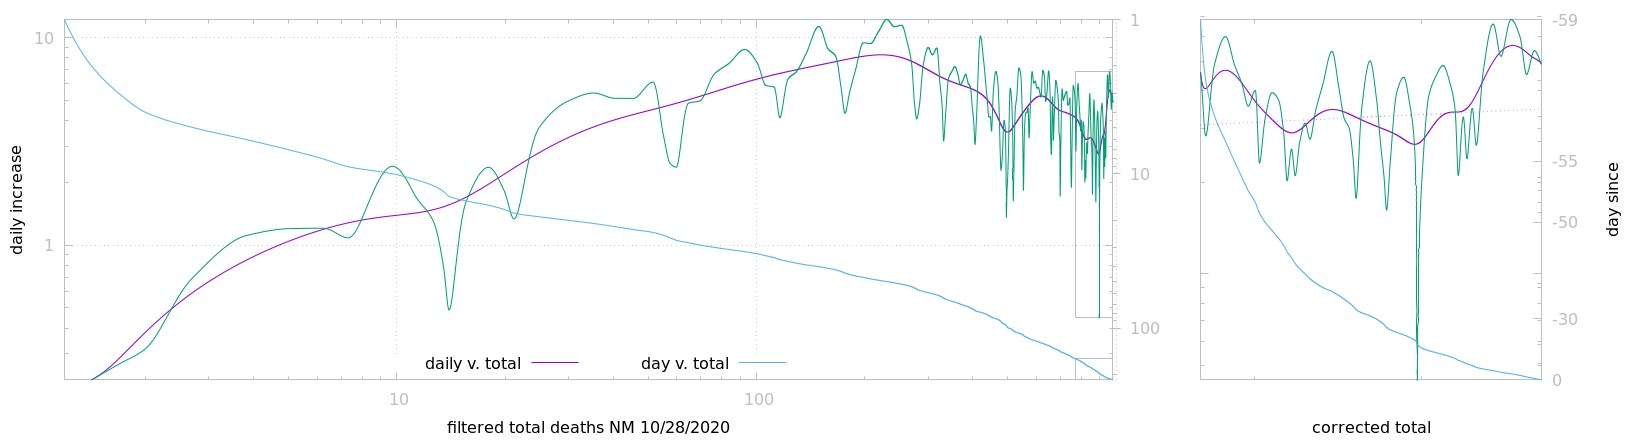 10
1
daily increase
10
100
1
10
100
daily v. total
day v. total
filtered total deaths NM 10/28/2020
-59
-55
-50
-30
0
day since
corrected total